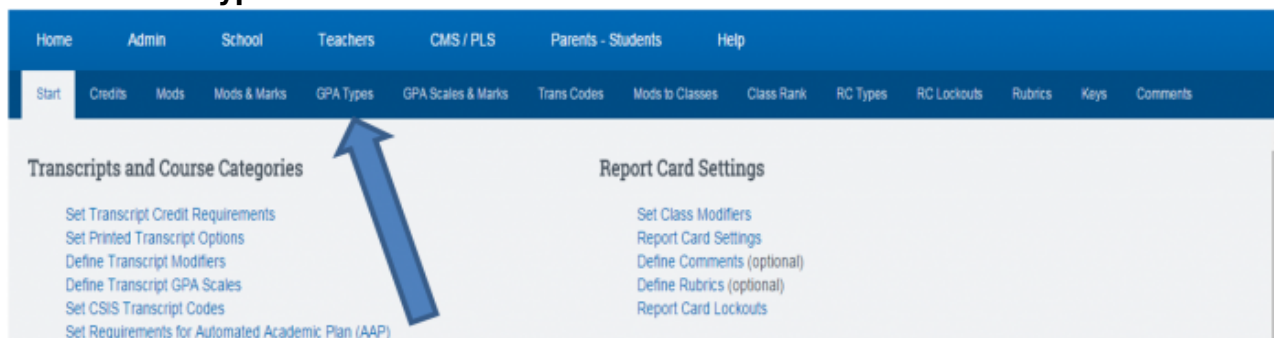 Home Admin School Teachers CMS / PLS Parents - Students Help
Start Credits Mods Mods & Marks GPA Types GPA Scales & Marks Trans Codes Mods to Classes Class Rank RC Types RC Lockouts Rubrics Keys Comments
Transcripts and Course Categories
Set Transcript Credit Requirements
Set Printed Transcript Options
Define Transcript Modifiers
Define Transcript GPA Scales
Set CSIS Transcript Codes
Set Requirements for Automated Academic Plan (AAP)
Report Card Settings
Set Class Modifiers
Report Card Settings
Define Comments (optional)
Define Rubrics (optional)
Report Card Lockouts